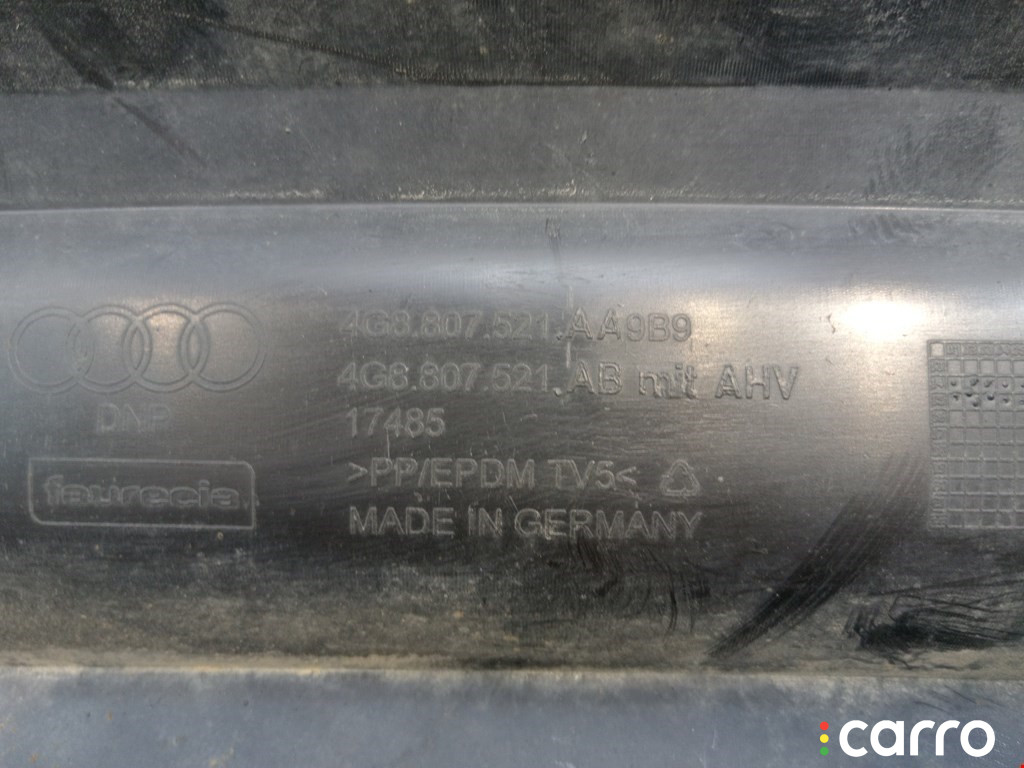 4G8.807.521.AA9B9
4G8.807.521.AB mit AHV
DNP
17485
>PP/EPDM TV5<
faurecia
MADE IN GERMANY
carro